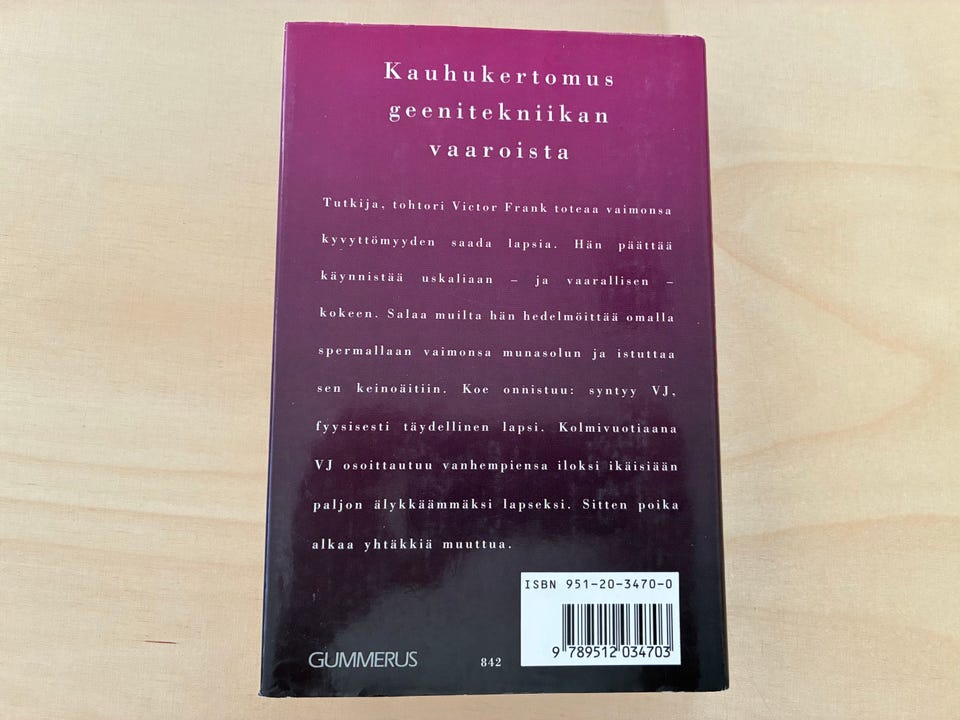 Kauhukertomus
geenitekniikan
vaaroista
Tutkija, tohtori Victor Frank toteaa vaimonsa
kyvyttömyyden saada lapsia. Hän päättää
käynnistää uskaliaan – ja vaarallisen –
kokeen. Salaa muilta hän hedelmöittää omalla
spermallaan vaimonsa munasolun ja istuttaa
sen keinoäitiin. Koe onnistuu: syntyy VJ,
fyysisesti täydellinen lapsi. Kolmivuotiaana
VJ osoittautuu vanhempiensa iloksi ikäisiään
paljon älykkäämmäksi lapseksi. Sitten poika
alkaa yhtäkkiä muuttua.
ISBN 951-20-3470-0
9 789512 034703
GUMMERUS
842